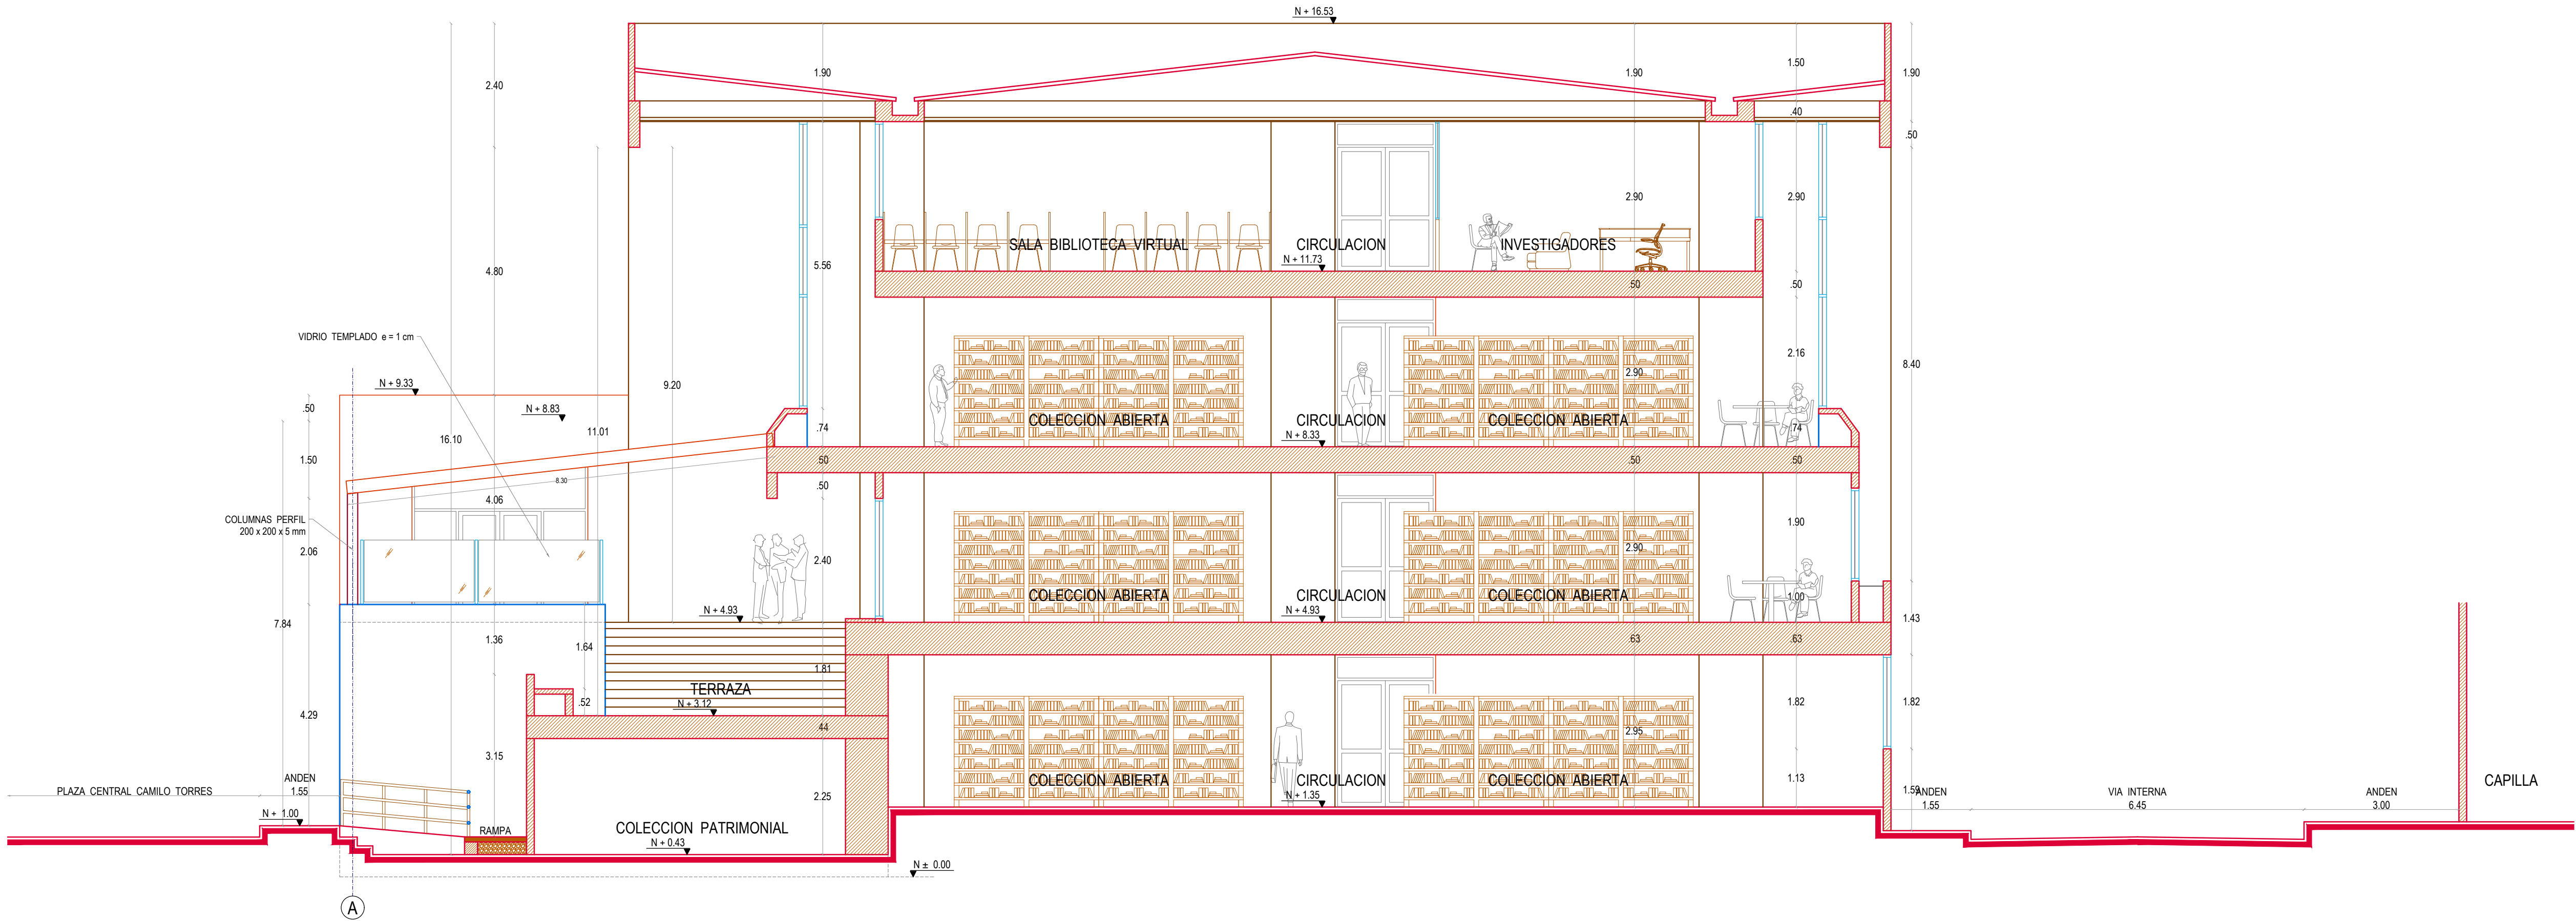 N + 16.53
1.90
1.90
1.50
1.90
2.40
.40
.50
2.90
2.90
4.80
5.56
SALA BIBLIOTECA VIRTUAL
CIRCULACION
INVESTIGADORES
N + 11.73
.50
.50
VIDRIO TEMPLADO e = 1 cm
2.16
8.40
2.90
N + 9.33
9.20
.50
N + 8.83
16.10
11.01
.74
COLECCION ABIERTA
CIRCULACION
COLECCION ABIERTA
.74
N + 8.33
1.50
.50
.50
.50
8.30
.50
4.06
COLUMNAS PERFIL
200 x 200 x 5 mm
1.90
2.06
2.40
2.90
COLECCION ABIERTA
CIRCULACION
COLECCION ABIERTA
1.00
N + 4.93
N + 4.93
7.84
1.43
1.36
1.64
.63
.63
1.81
TERRAZA
.52
N + 3.12
1.82
1.82
4.29
.44
2.95
3.15
ANDEN
1.55
PLAZA CENTRAL CAMILO TORRES
COLECCION ABIERTA
CIRCULACION
COLECCION ABIERTA
1.13
CAPILLA
2.25
N + 1.35
1.59
ANDEN
1.55
VIA INTERNA
6.45
ANDEN
3.00
N + 1.00
RAMPA
COLECCION PATRIMONIAL
N + 0.43
N ± 0.00
A